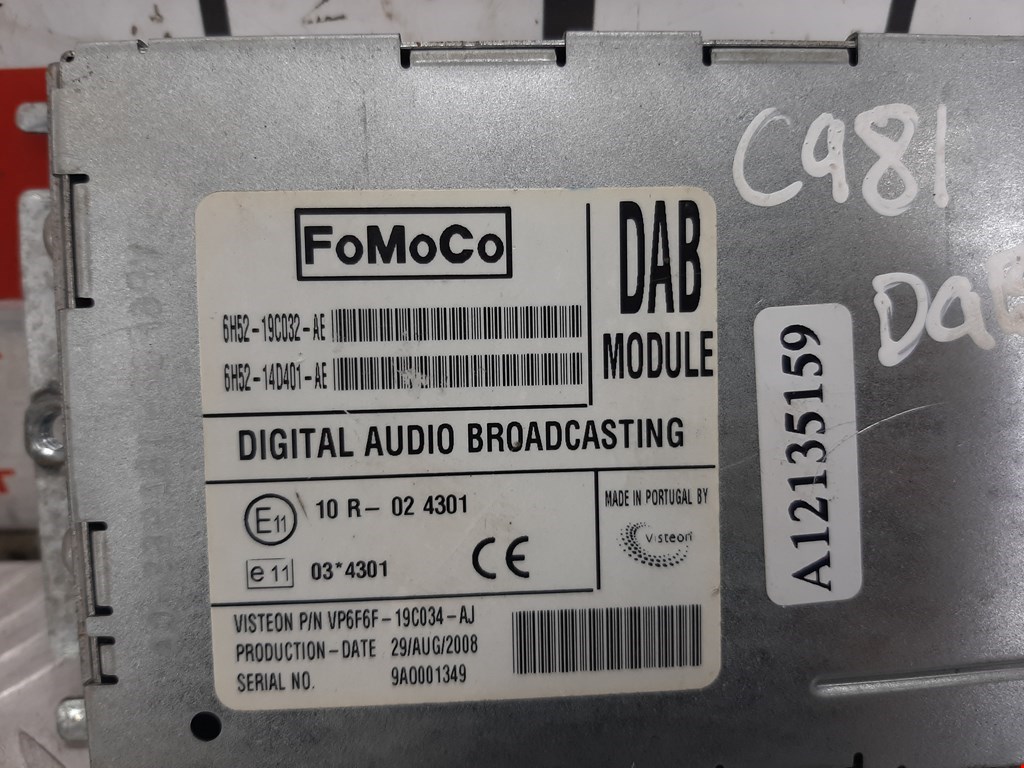 FoMoCo
6H52-19C032-AE
6H52-14D401-AE
DAB
MODULE
DIGITAL AUDIO BROADCASTING
E11 10 R- 02 4301
e 11 03*4301
CE
MADE IN PORTUGAL BY
Visteon
VISTEON P/N VP6F6F-19C034-AJ
PRODUCTION-DATE 29/AUG/2008
SERIAL NO. 9A0001349
C981
DaB
A12135159